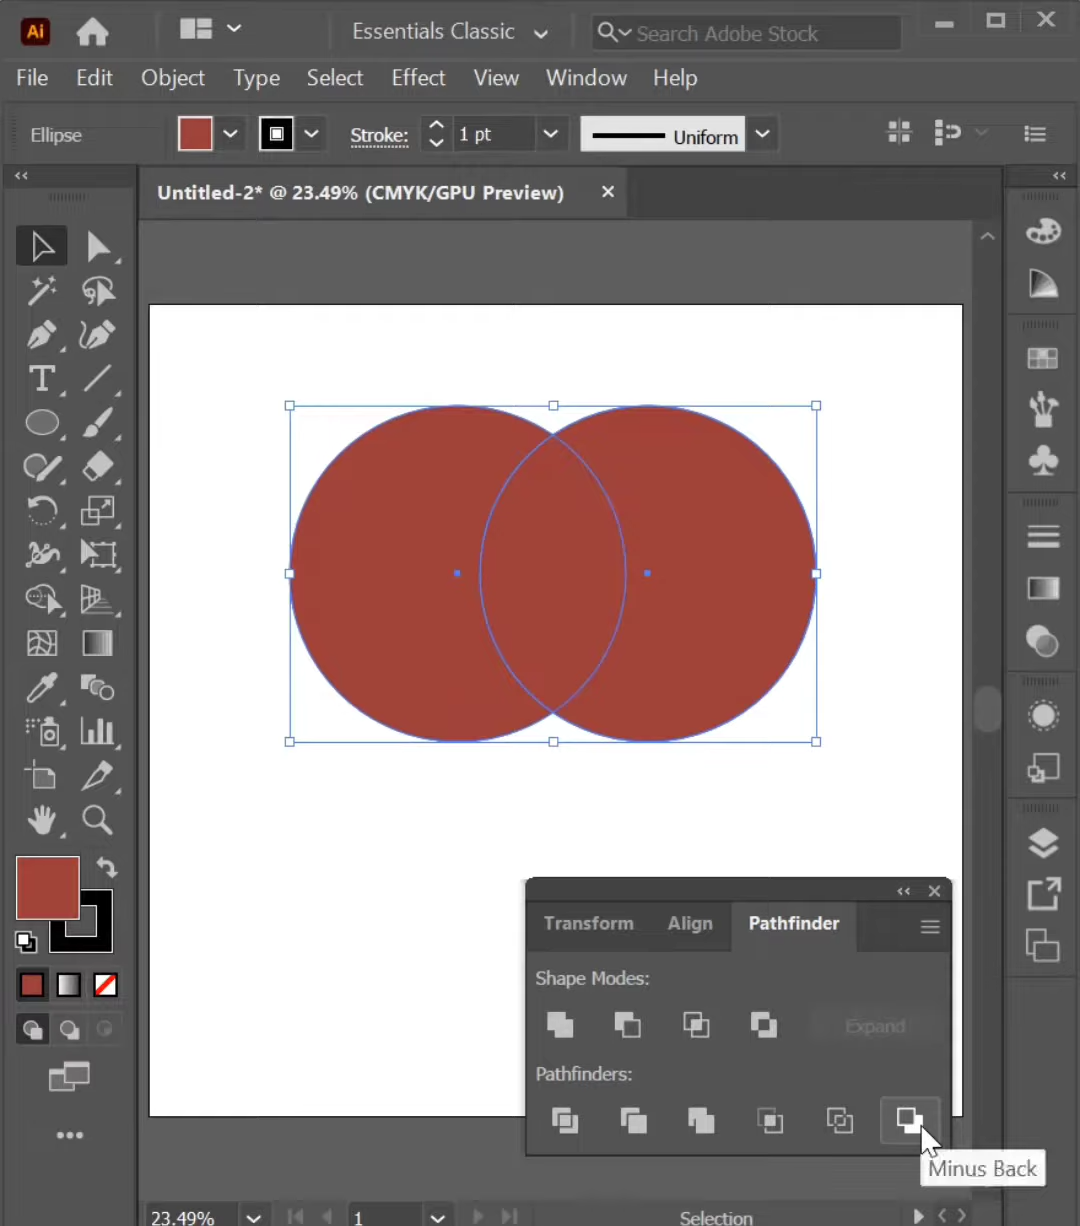 Ai
Essentials Classic
Search Adobe Stock
File Edit Object Type Select Effect View Window Help
Ellipse
Stroke: 1 pt Uniform
Untitled-2* @ 23.49% (CMYK/GPU Preview)
Transform Align Pathfinder
Shape Modes:
Expand
Pathfinders:
Minus Back
23.49% 1 Selection